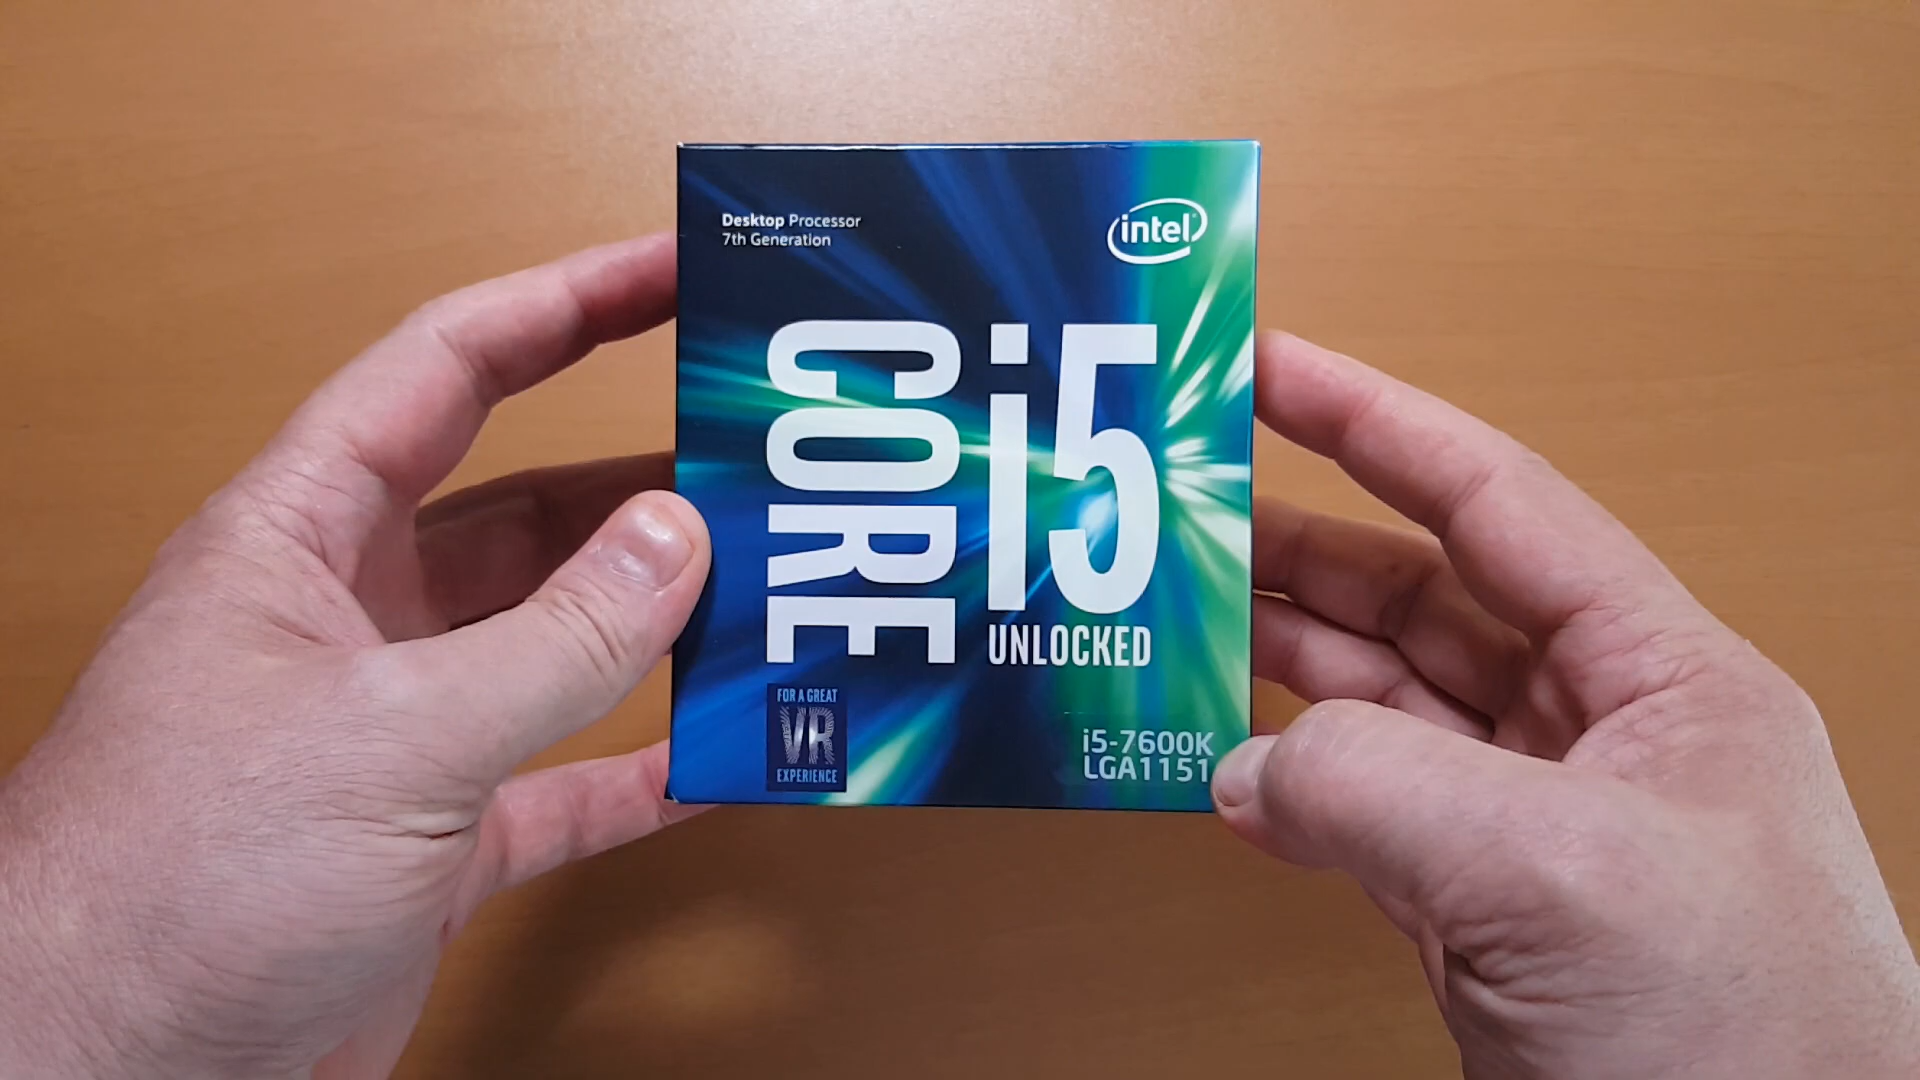 Desktop Processor
7th Generation
intel
CORE
i5
UNLOCKED
FOR A GREAT
VR
EXPERIENCE
i5-7600K
LGA1151